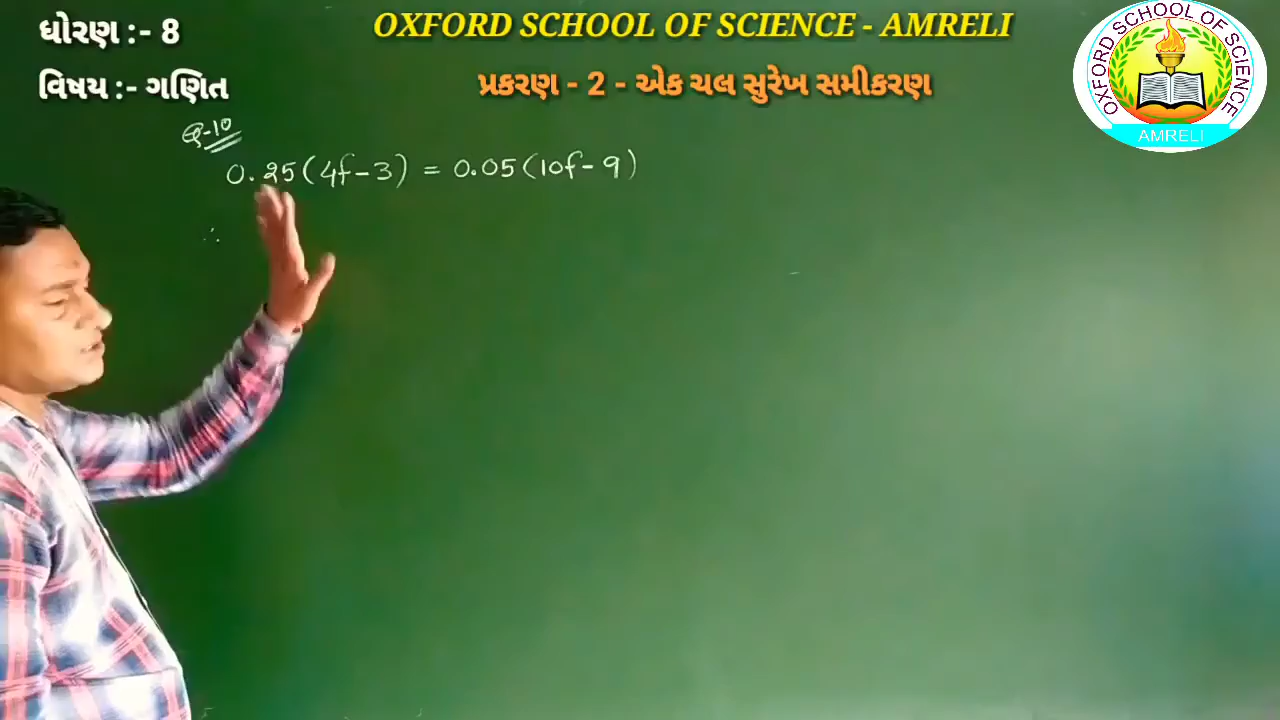 ધોરણ :- 8
OXFORD SCHOOL OF SCIENCE - AMRELI
વિષય :- ગણિત
પ્રકરણ - 2 - એક ચલ સુરેખ સમીકરણ
OXFORD SCHOOL OF SCIENCE
AMRELI
Q-10
0.25(4f-3) = 0.05(10f-9)
∴